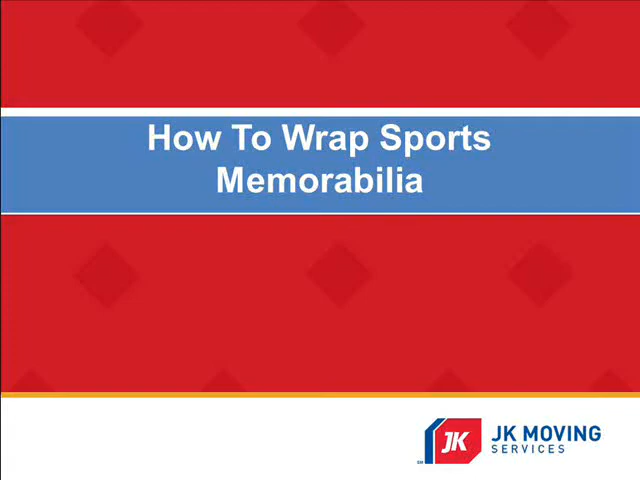 How To Wrap Sports
Memorabilia
JK
JK MOVING
SERVICES